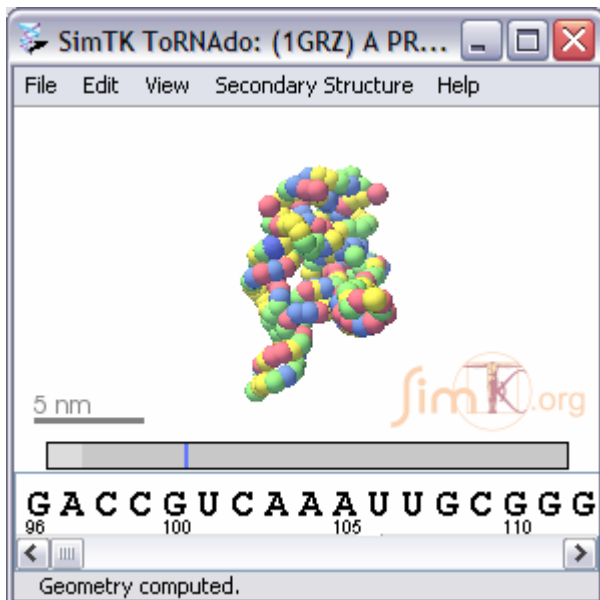 SimTK ToRNAdo: (1GRZ) A PR...
File Edit View Secondary Structure Help
5 nm
SimTK.org
G A C C G U C A A A U U G C G G G
96 100 105 110
Geometry computed.